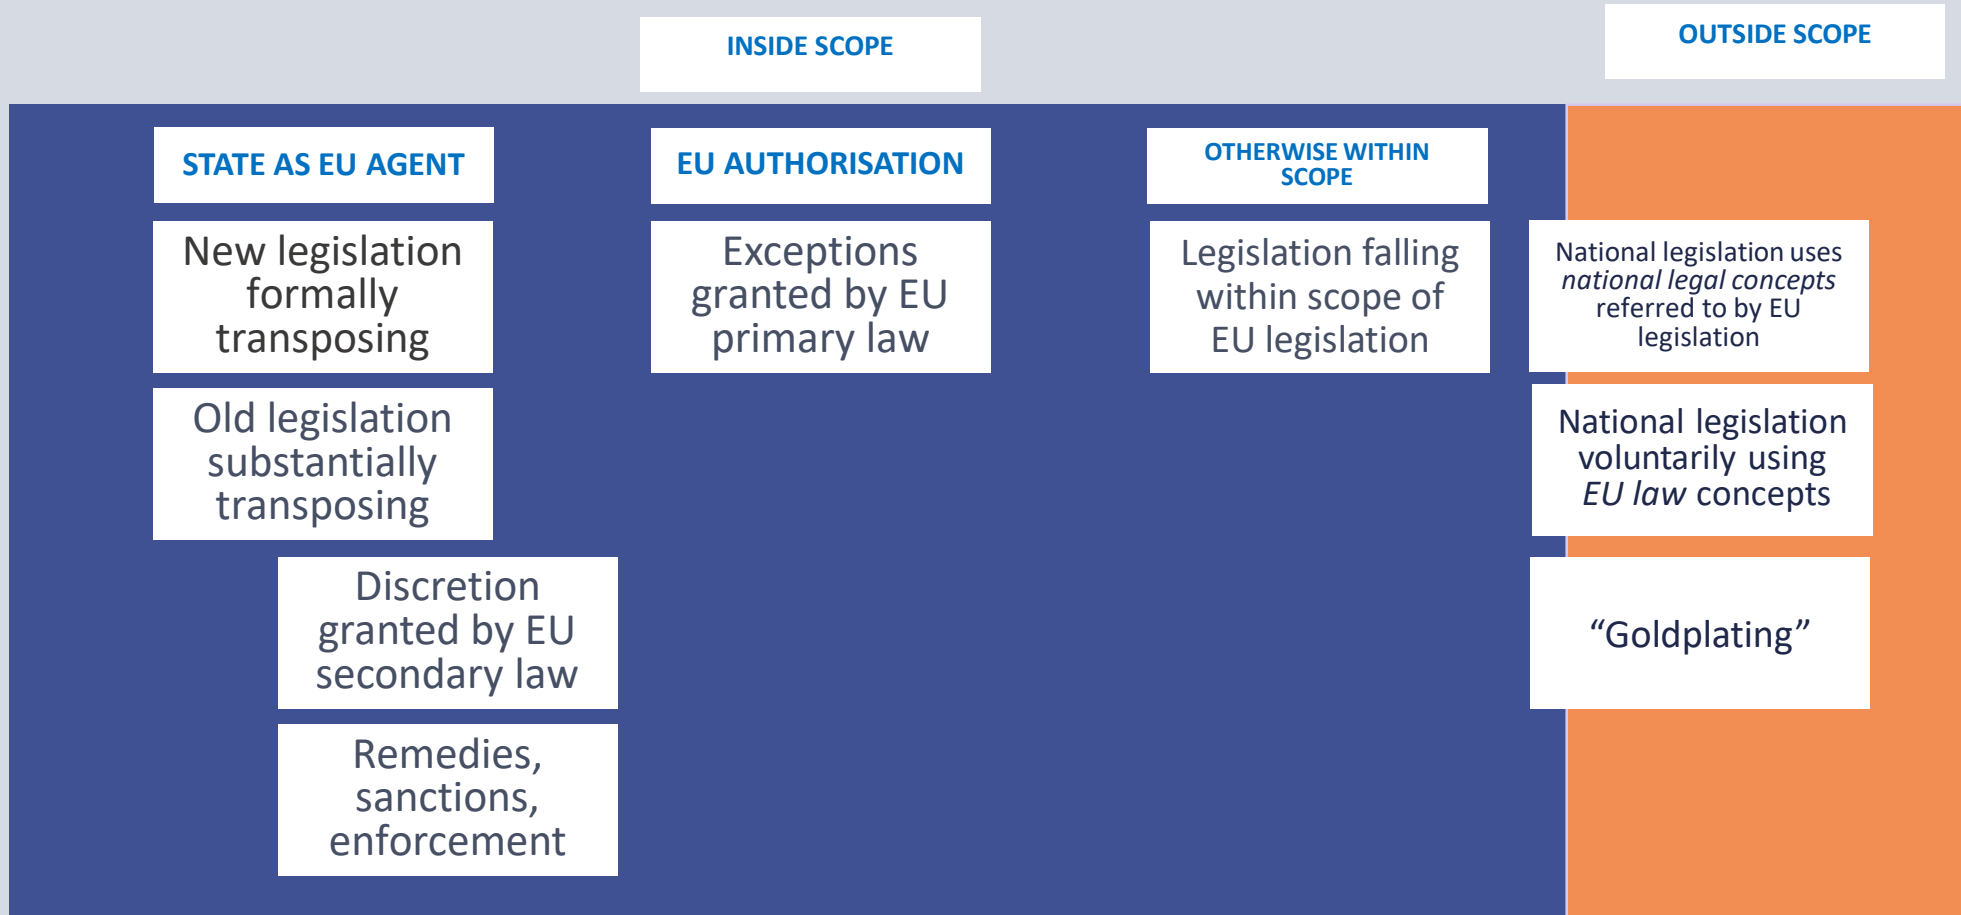 INSIDE SCOPE
OUTSIDE SCOPE
STATE AS EU AGENT
New legislation
formally
transposing
Old legislation
substantially
transposing
Discretion
granted by EU
secondary law
Remedies,
sanctions,
enforcement
EU AUTHORISATION
Exceptions
granted by EU
primary law
OTHERWISE WITHIN
SCOPE
Legislation falling
within scope of
EU legislation
National legislation uses
national legal concepts
referred to by EU
legislation
National legislation
voluntarily using
EU law concepts
“Goldplating”